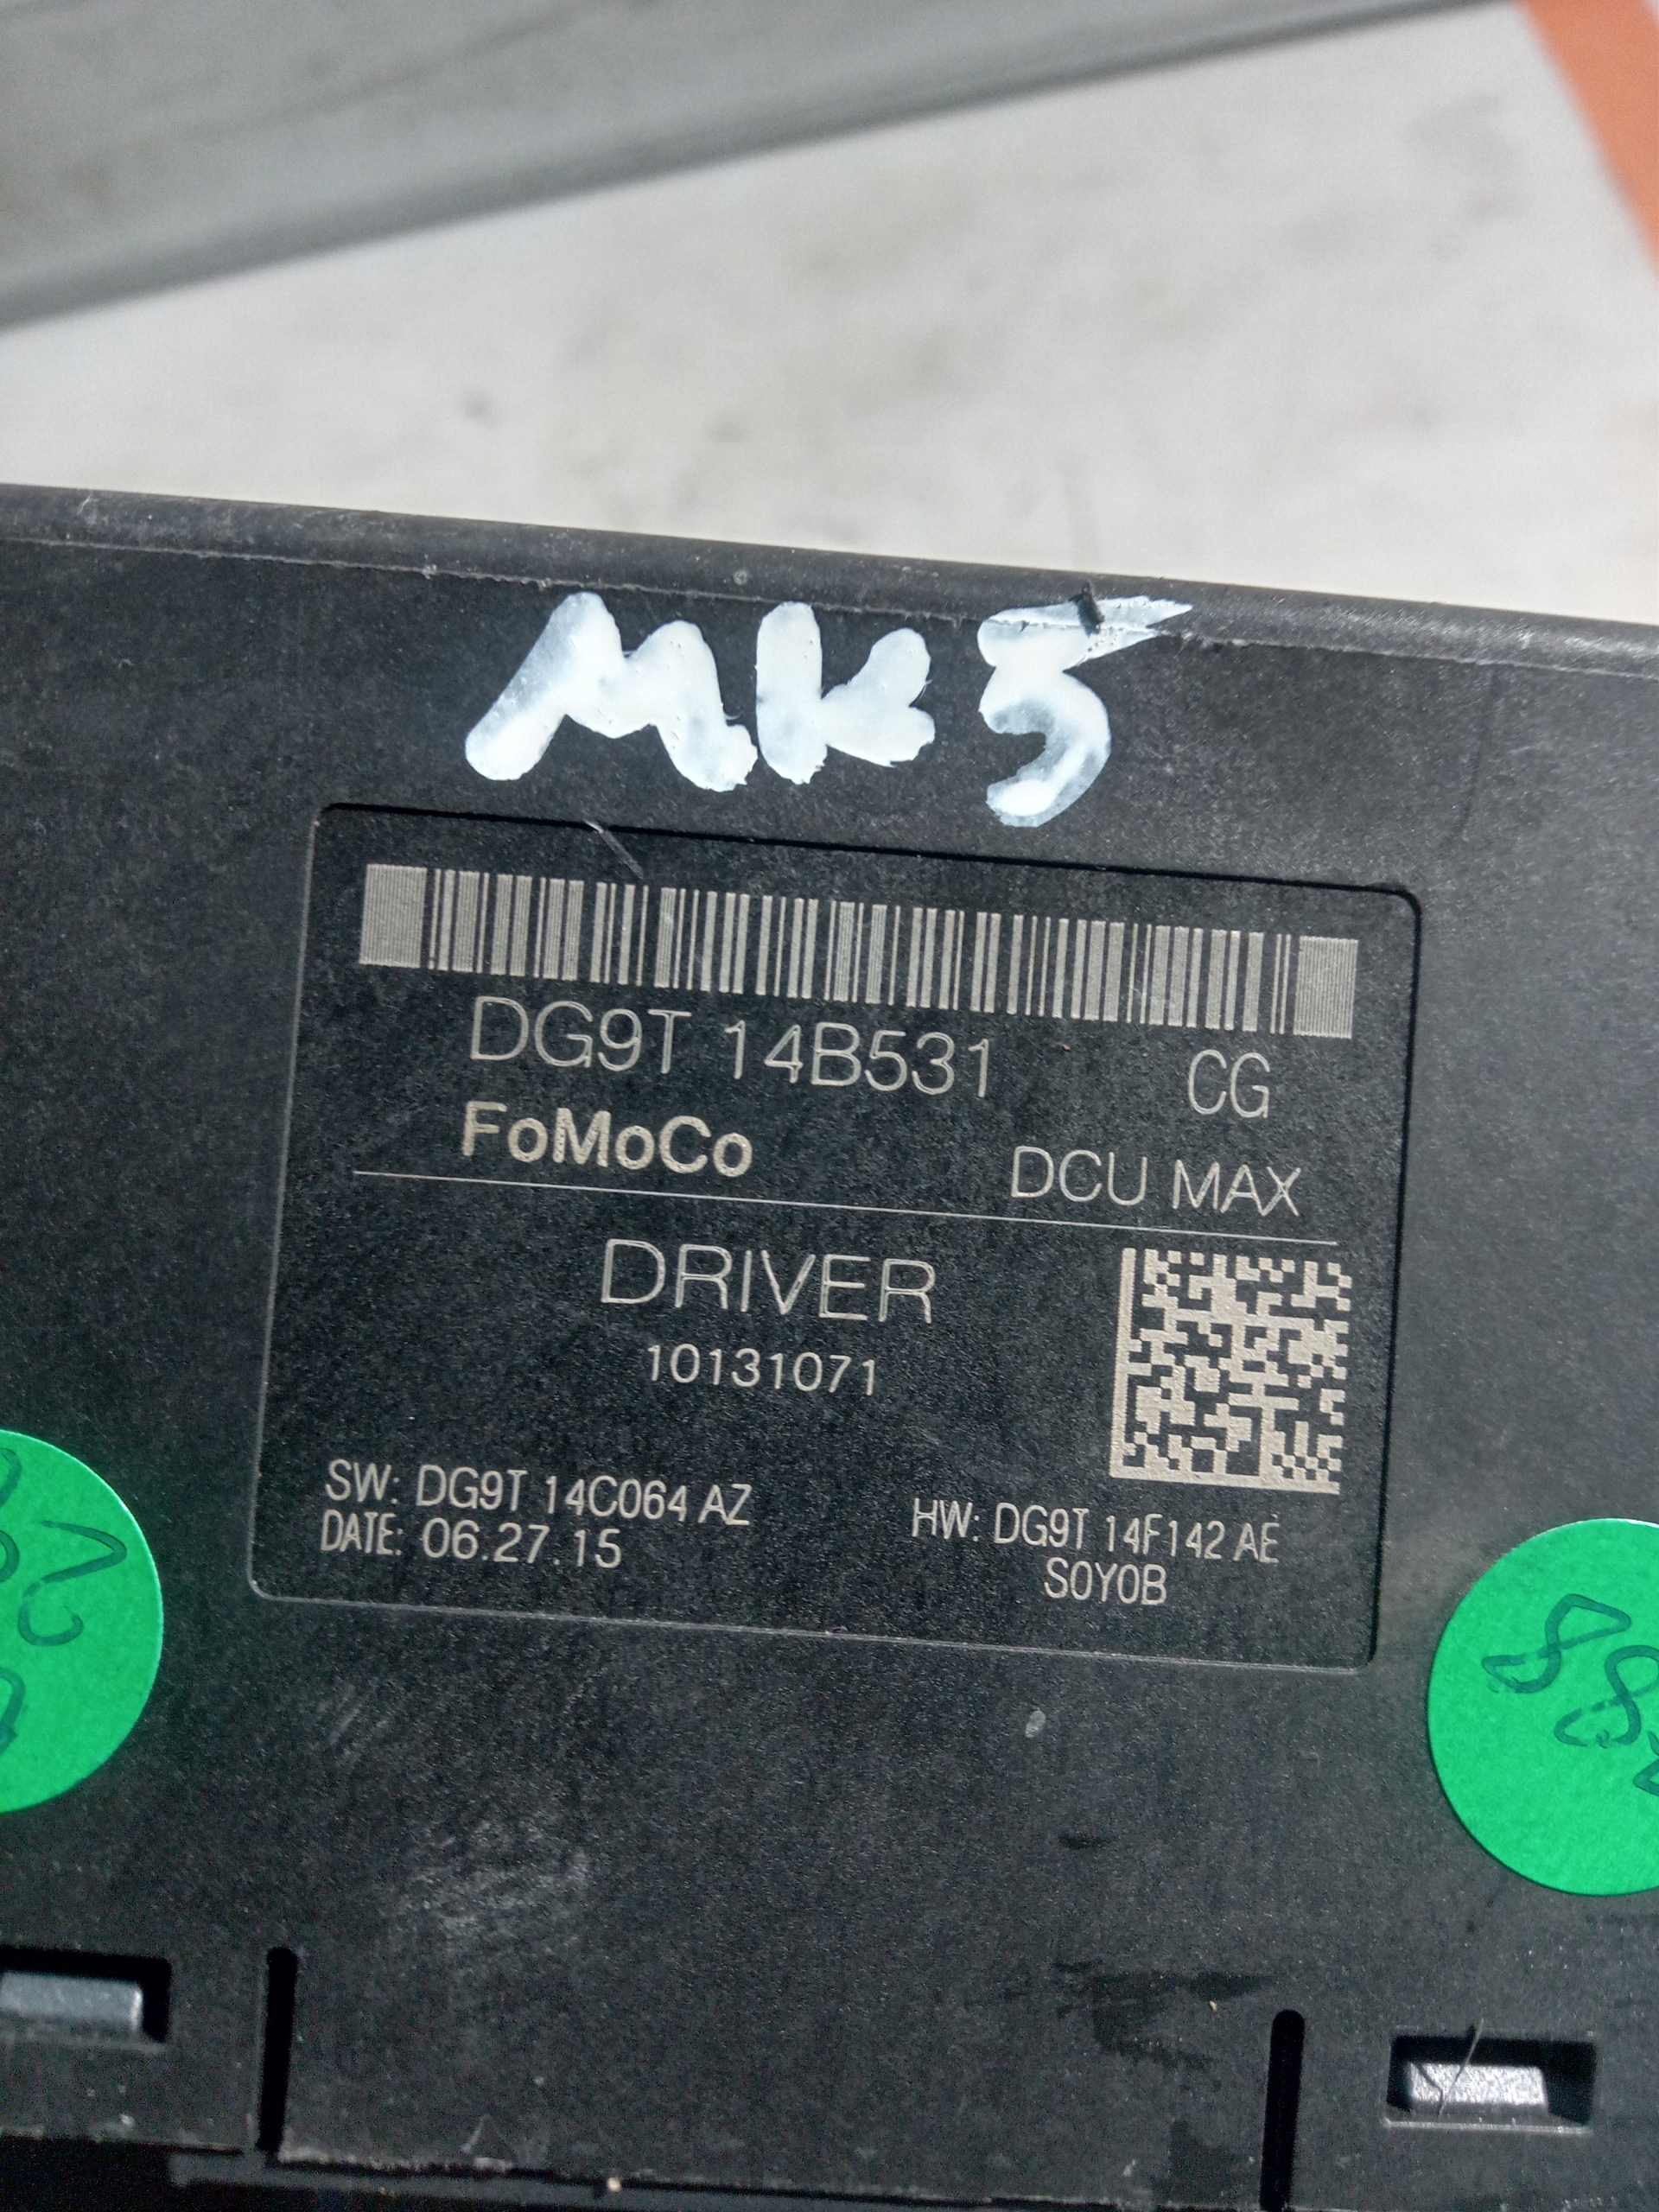 MK5
DG9T 14B531 CG
FoMoCo DCU MAX
DRIVER
10131071
SW: DG9T 14C064 AZ HW: DG9T 14F142 AE
DATE: 06.27.15 S0Y0B